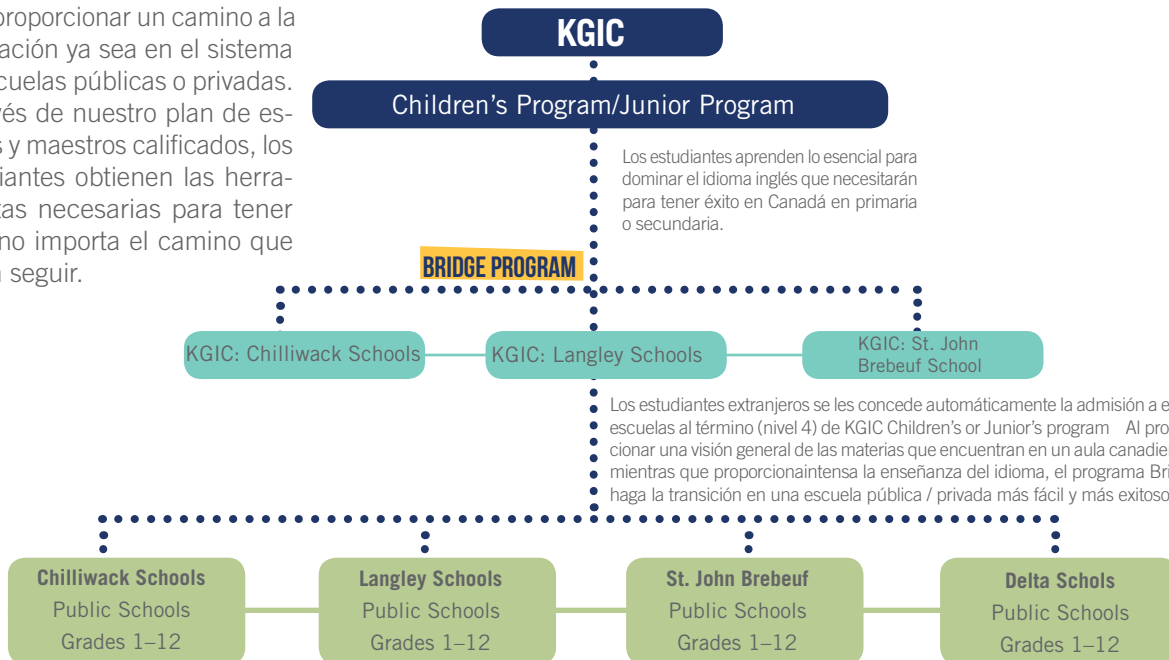 proporcionar un camino a la
ación ya sea en el sistema
cuelas públicas o privadas.
vés de nuestro plan de es-
s y maestros calificados, los
iantes obtienen las herra-
tas necesarias para tener
no importa el camino que
n seguir.
KGIC
Children's Program/Junior Program
Los estudiantes aprenden lo esencial para
dominar el idioma inglés que necesitarán
para tener éxito en Canadá en primaria
o secundaria.
BRIDGE PROGRAM
KGIC: Chilliwack Schools
KGIC: Langley Schools
KGIC: St. John
Brebeuf School
Los estudiantes extranjeros se les concede automáticamente la admisión a e
escuelas al término (nivel 4) de KGIC Children's or Junior's program Al pro
cionar una visión general de las materias que encuentran en un aula canadie
mientras que proporcionaintensa la enseñanza del idioma, el programa Bri
haga la transición en una escuela pública / privada más fácil y más exitoso
Chilliwack Schools
Public Schools
Grades 1–12
Langley Schools
Public Schools
Grades 1–12
St. John Brebeuf
Public Schools
Grades 1–12
Delta Schols
Public Schools
Grades 1–12